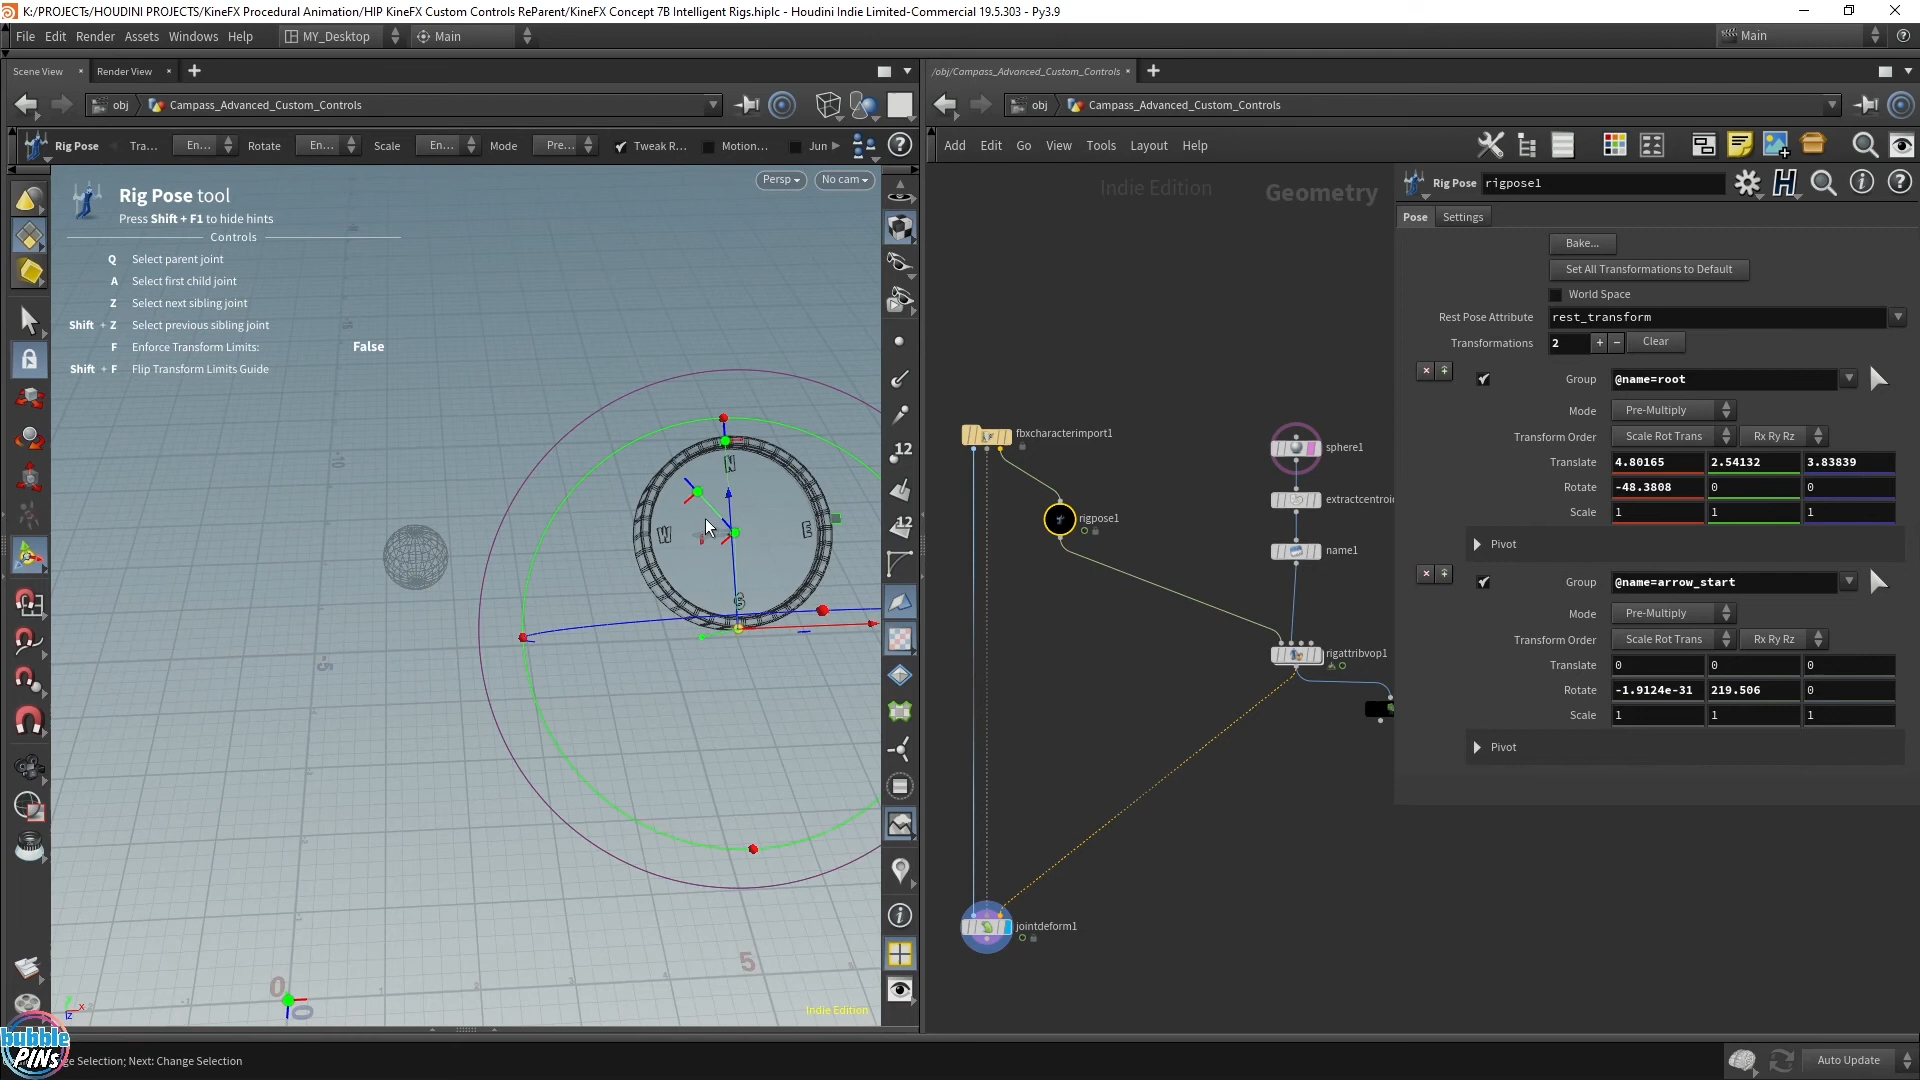 K:/PROJECTs/HOUDINI PROJECTS/KineFX Procedural Animation/HIP KineFX Custom Controls ReParent/KineFX Concept 7B Intelligent Rigs.hiplc - Houdini Indie Limited-Commercial 19.5.303 - Py3.9
File Edit Render Assets Windows Help MY_Desktop Main Main
Scene View Render View
/obj/Campass_Advanced_Custom_Controls
obj Campass_Advanced_Custom_Controls
obj Campass_Advanced_Custom_Controls
Rig Pose Tra... En... Rotate En... Scale En... Mode Pre... Tweak R... Motion... Jun
Add Edit Go View Tools Layout Help
Persp No cam
Rig Pose tool
Press Shift + F1 to hide hints
Controls
Q Select parent joint
A Select first child joint
Z Select next sibling joint
Shift + Z Select previous sibling joint
F Enforce Transform Limits: False
Shift + F Flip Transform Limits Guide
N
W
E
S
5
0
0
Indie Edition
12
12
Indie Edition Geometry
fbxcharacterimport1
rigpose1
sphere1
extractcentroid
name1
rigattribvop1
jointdeform1
Rig Pose rigpose1
Pose Settings
Bake...
Set All Transformations to Default
World Space
Rest Pose Attribute rest_transform
Transformations 2 + − Clear
Group @name=root
Mode Pre-Multiply
Transform Order Scale Rot Trans Rx Ry Rz
Translate 4.80165 2.54132 3.83839
Rotate -48.3808 0 0
Scale 1 1 1
Pivot
Group @name=arrow_start
Mode Pre-Multiply
Transform Order Scale Rot Trans Rx Ry Rz
Translate 0 0 0
Rotate -1.9124e-31 219.506 0
Scale 1 1 1
Pivot
bubble
PINs
ge Selection; Next: Change Selection
Auto Update